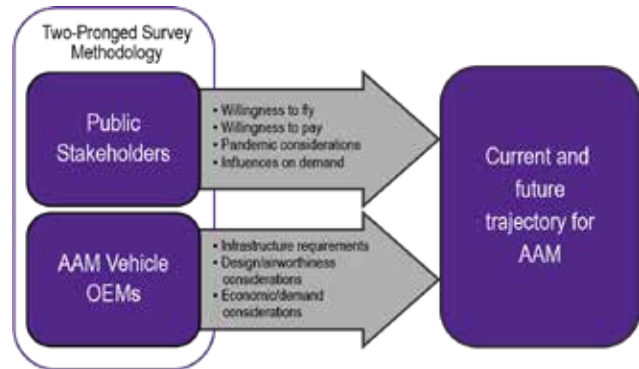 Two-Pronged Survey
Methodology
Public
Stakeholders
• Willingness to fly
• Willingness to pay
• Pandemic considerations
• Influences on demand
AAM Vehicle
OEMs
• Infrastructure requirements
• Design/airworthiness
considerations
• Economic/demand
considerations
Current and
future
trajectory for
AAM